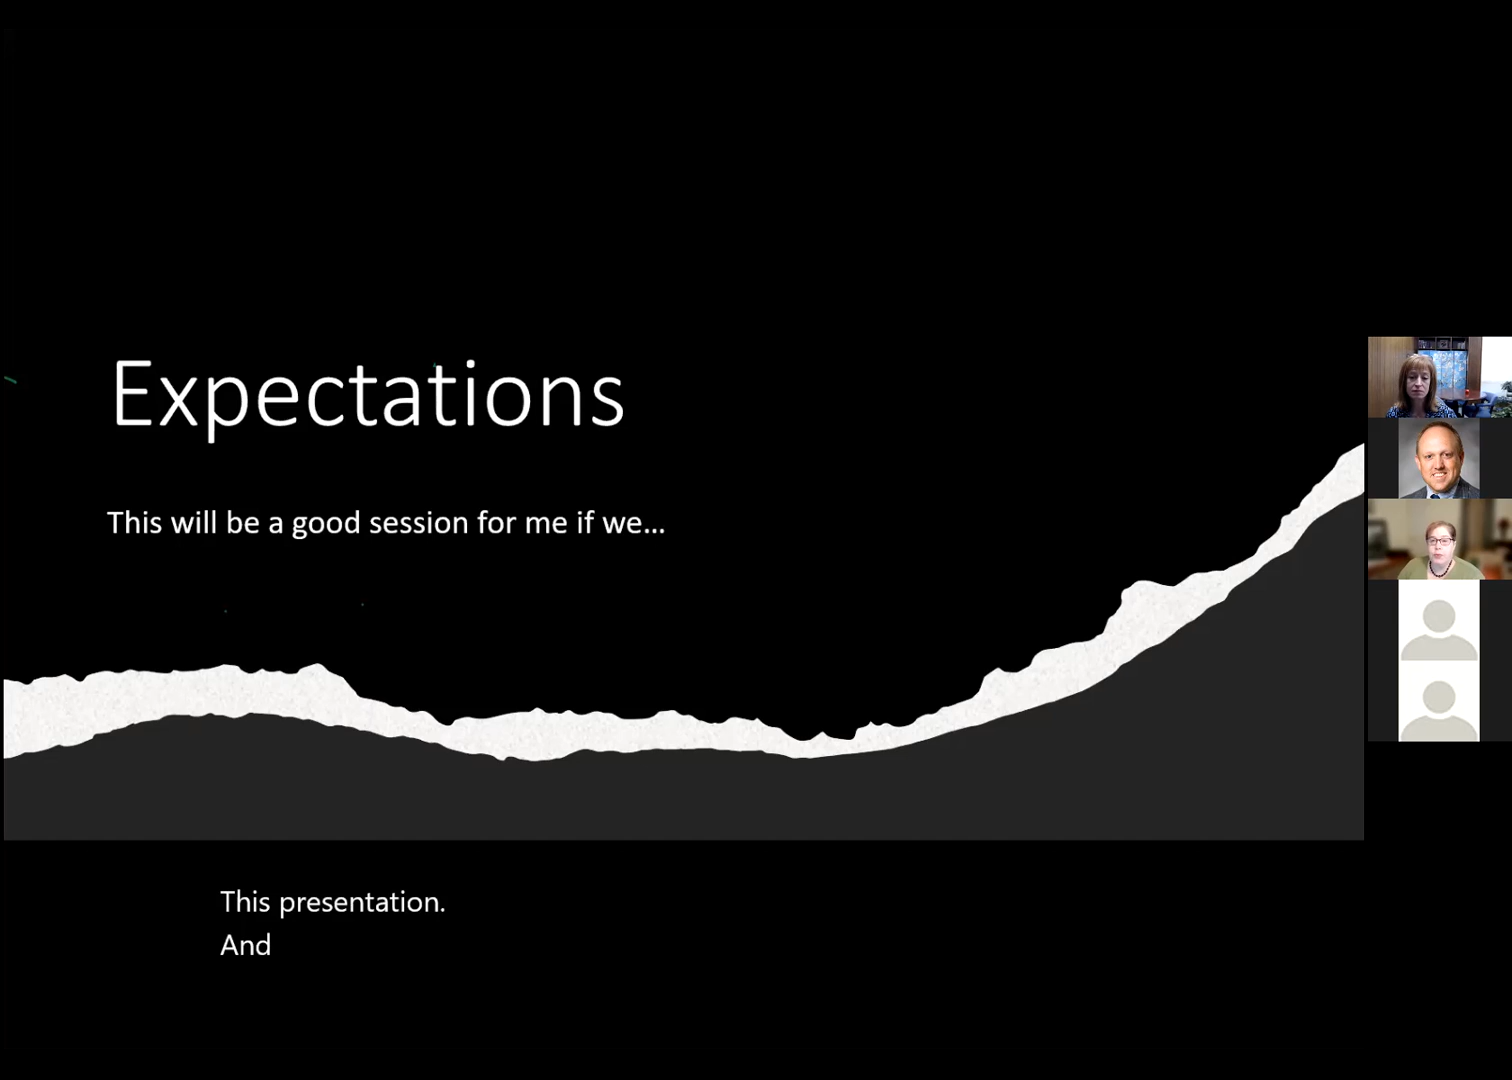 Expectations
This will be a good session for me if we...
This presentation.
And